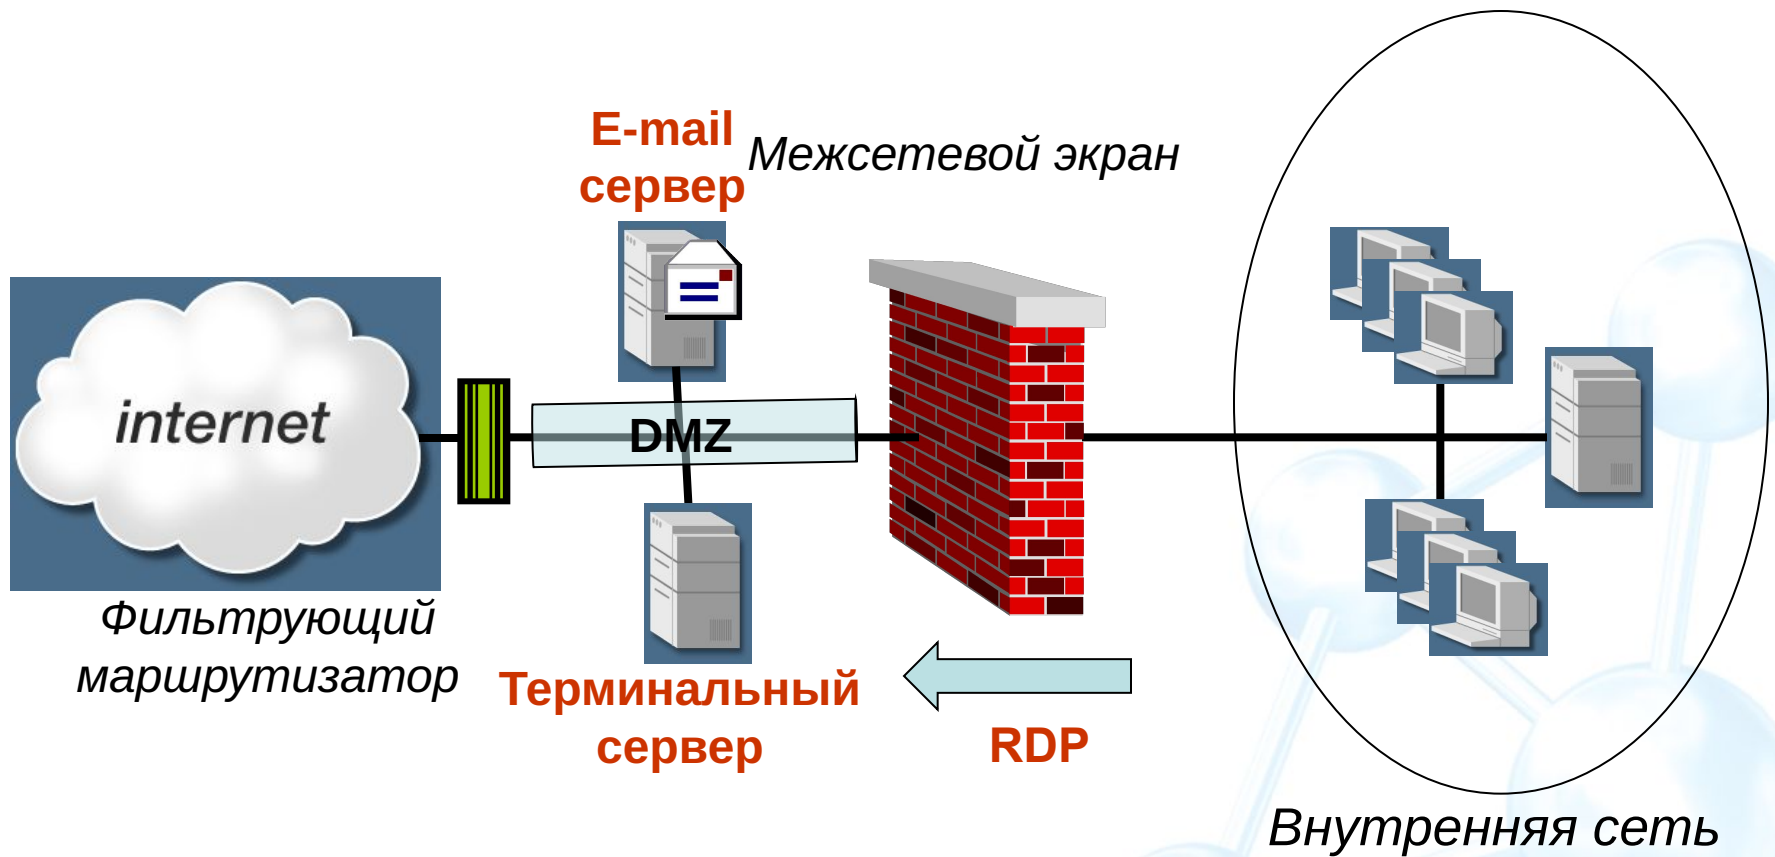 E-mail
сервер
Межсетевой экран
internet
DMZ
Фильтрующий
маршрутизатор
Терминальный
сервер
RDP
Внутренняя сеть